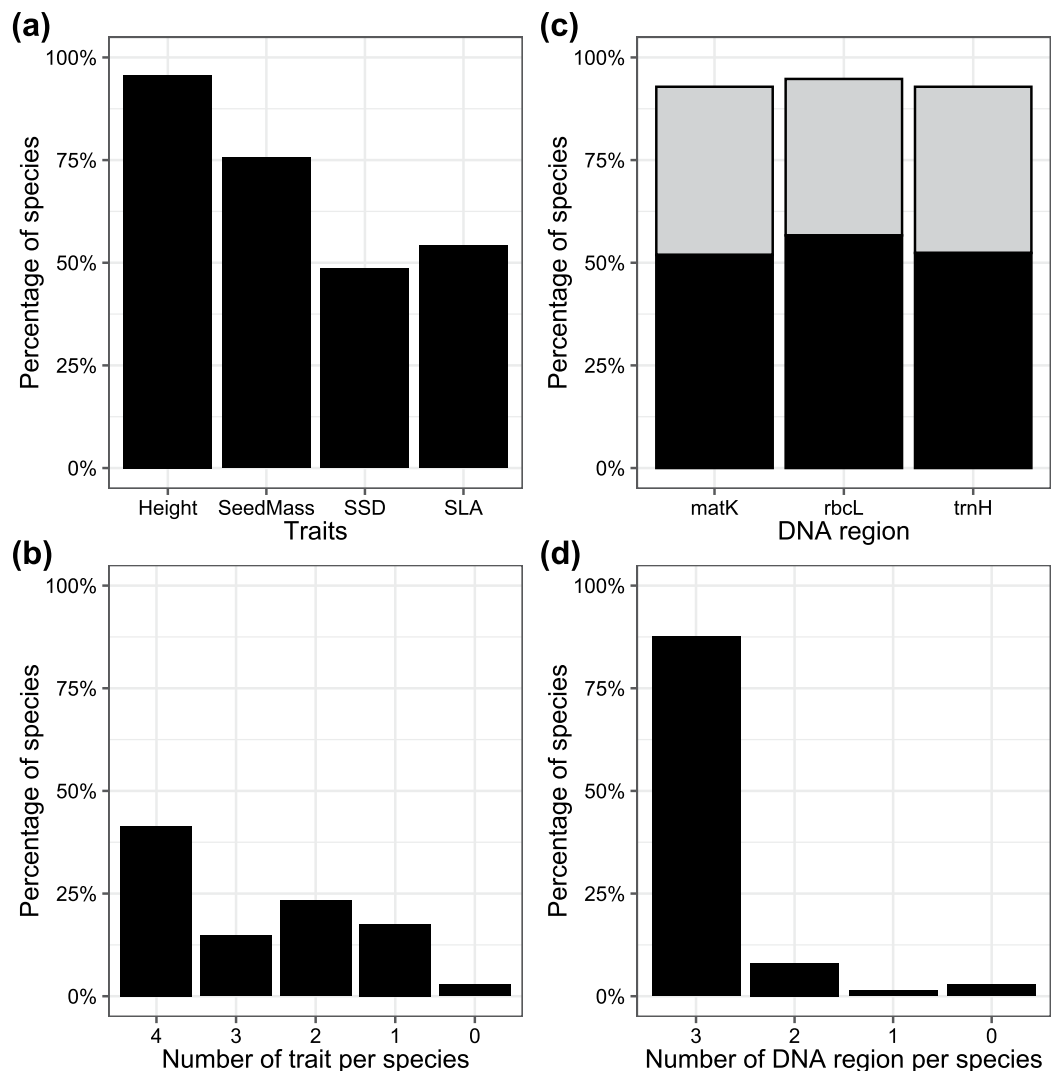 (a)
Percentage of species
100%
75%
50%
25%
0%
Height SeedMass SSD SLA
Traits
(c)
Percentage of species
100%
75%
50%
25%
0%
matK rbcL trnH
DNA region
(b)
Percentage of species
100%
75%
50%
25%
0%
4 3 2 1 0
Number of trait per species
(d)
Percentage of species
100%
75%
50%
25%
0%
3 2 1 0
Number of DNA region per species